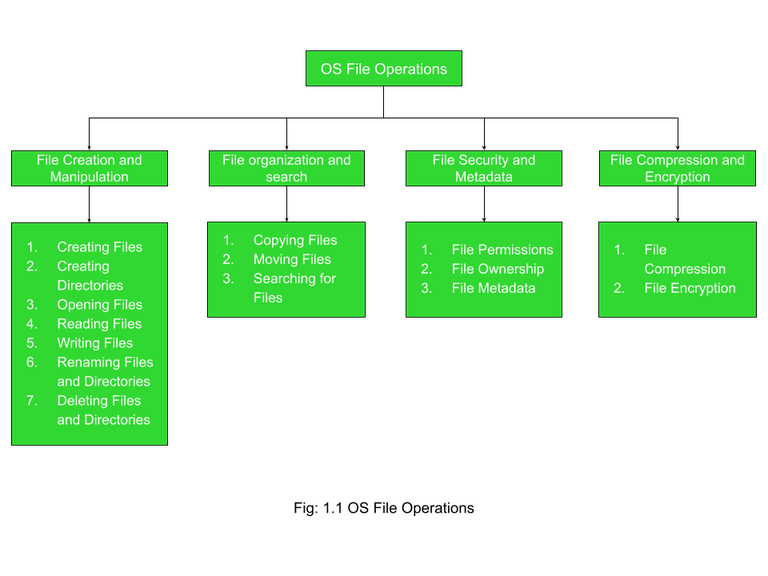 OS File Operations
File Creation and
Manipulation
File organization and
search
File Security and
Metadata
File Compression and
Encryption
1. Creating Files
2. Creating
Directories
3. Opening Files
4. Reading Files
5. Writing Files
6. Renaming Files
and Directories
7. Deleting Files
and Directories
1. Copying Files
2. Moving Files
3. Searching for
Files
1. File Permissions
2. File Ownership
3. File Metadata
1. File
Compression
2. File Encryption
Fig: 1.1 OS File Operations